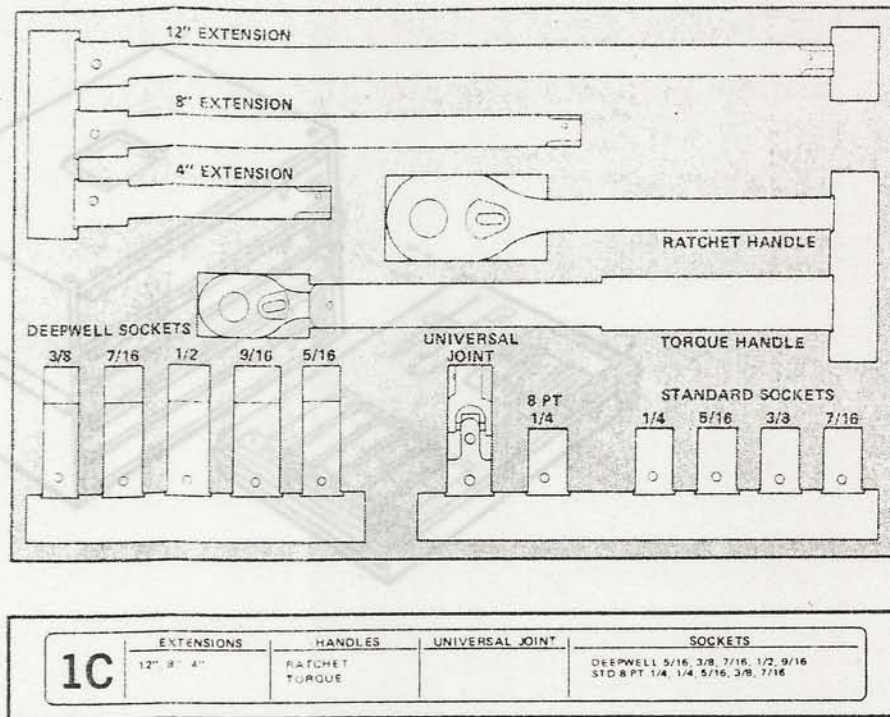 12" EXTENSION
8" EXTENSION
4" EXTENSION
RATCHET HANDLE
DEEPWELL SOCKETS
3/8 7/16 1/2 9/16 5/16
UNIVERSAL
JOINT
TORQUE HANDLE
8 PT
1/4
STANDARD SOCKETS
1/4 5/16 3/8 7/16
1C
EXTENSIONS HANDLES UNIVERSAL JOINT SOCKETS
12", 8" 4" RATCHET DEEPWELL 5/16, 3/8, 7/16, 1/2, 9/16
TORQUE STD 8 PT 1/4, 1/4, 5/16, 3/8, 7/16